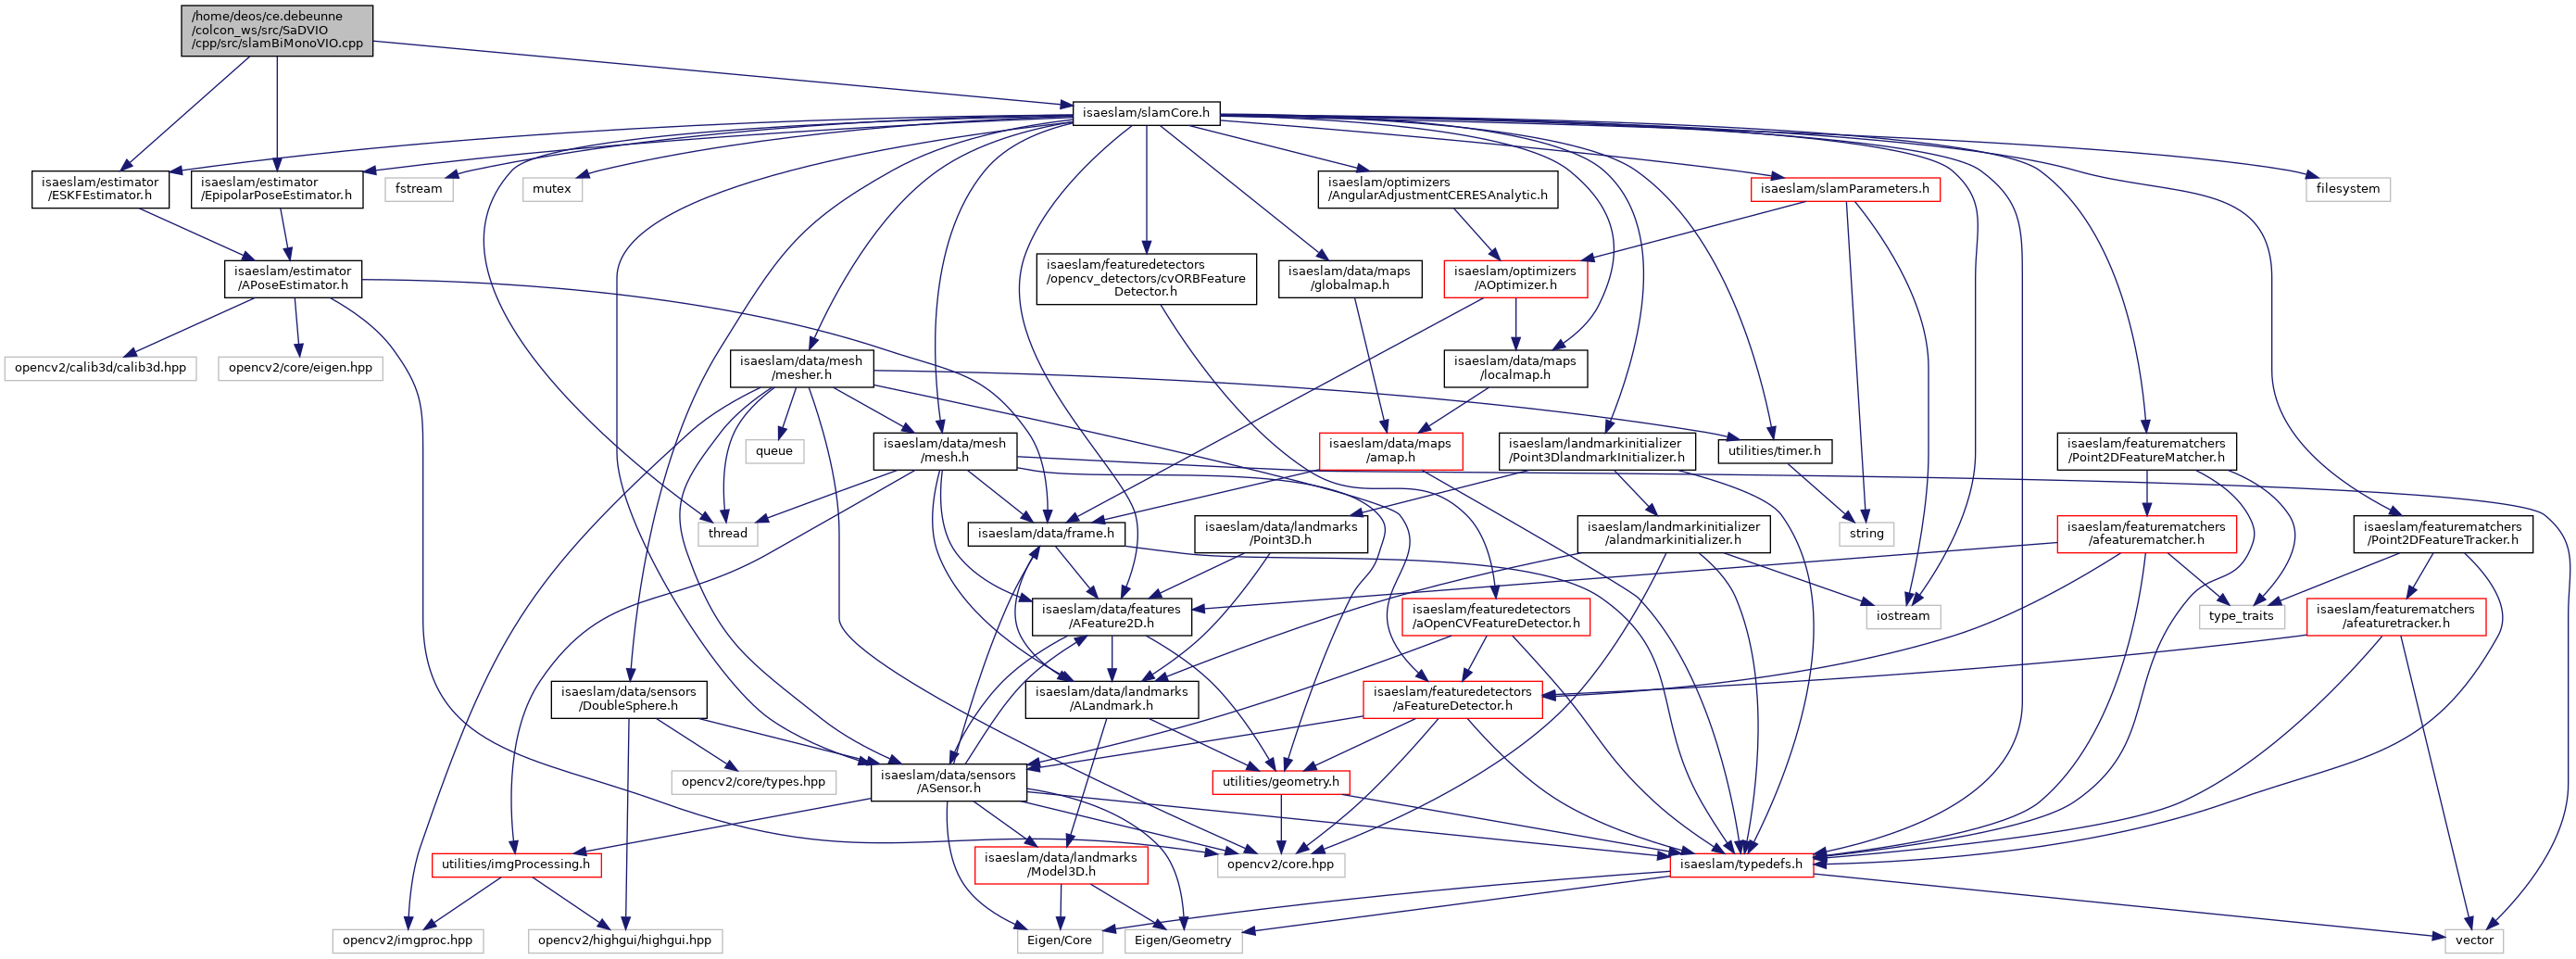 /home/deos/ce.debeunne
/colcon_ws/src/SaDVIO
/cpp/src/slamBiMonoVIO.cpp
isaeslam/slamCore.h
isaeslam/estimator
/ESKFEstimator.h
isaeslam/estimator
/EpipolarPoseEstimator.h
fstream
mutex
isaeslam/optimizers
/AngularAdjustmentCERESAnalytic.h
isaeslam/slamParameters.h
filesystem
isaeslam/estimator
/APoseEstimator.h
isaeslam/featuredetectors
/opencv_detectors/cvORBFeature
Detector.h
isaeslam/data/maps
/globalmap.h
isaeslam/optimizers
/AOptimizer.h
opencv2/calib3d/calib3d.hpp
opencv2/core/eigen.hpp
isaeslam/data/mesh
/mesher.h
isaeslam/data/maps
/localmap.h
queue
isaeslam/data/mesh
/mesh.h
isaeslam/data/maps
/amap.h
isaeslam/landmarkinitializer
/Point3DlandmarkInitializer.h
utilities/timer.h
isaeslam/featurematchers
/Point2DFeatureMatcher.h
thread
isaeslam/data/frame.h
isaeslam/data/landmarks
/Point3D.h
isaeslam/landmarkinitializer
/alandmarkinitializer.h
string
isaeslam/featurematchers
/afeaturematcher.h
isaeslam/featurematchers
/Point2DFeatureTracker.h
isaeslam/data/features
/AFeature2D.h
isaeslam/featuredetectors
/aOpenCVFeatureDetector.h
iostream
type_traits
isaeslam/featurematchers
/afeaturetracker.h
isaeslam/data/sensors
/DoubleSphere.h
isaeslam/data/landmarks
/ALandmark.h
isaeslam/featuredetectors
/aFeatureDetector.h
opencv2/core/types.hpp
isaeslam/data/sensors
/ASensor.h
utilities/geometry.h
utilities/imgProcessing.h
isaeslam/data/landmarks
/Model3D.h
opencv2/core.hpp
isaeslam/typedefs.h
opencv2/imgproc.hpp
opencv2/highgui/highgui.hpp
Eigen/Core
Eigen/Geometry
vector